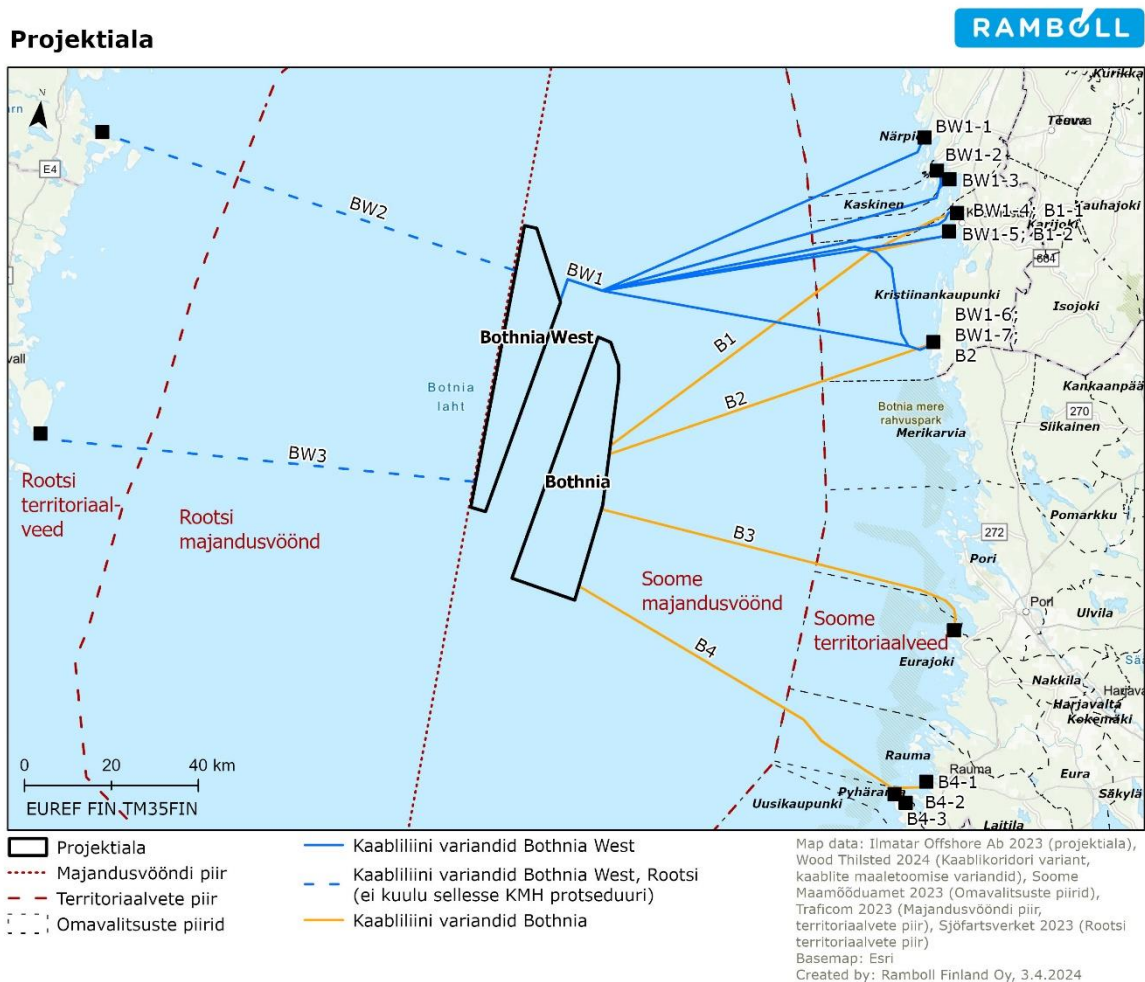 Projektiala
RAMBOLL
N
E4
BW2
BW1
BW3
Bothnia West
Bothnia
Botnia
laht
B1
B2
B3
B4
Rootsi
territoriaal-
veed
Rootsi
majandusvöönd
Soome
majandusvöönd
Soome
territoriaalveed
Kurikka
Teuva
Närpiö
BW1-1
BW1-2
BW1-3
Kaskinen
BW1-4; B1-1
Kauhajoki
Karijoki
BW1-5; B1-2
664
Kristiinankaupunki
Isojoki
BW1-6;
BW1-7;
B2
Kankaanpää
Botnia mere
rahvuspark
270
Merikarvia
Siikainen
Pomarkku
272
Pori
Pori
Ulvila
Eurajoki
Nakkila
Harjavalta
Kokemäki
Rauma
Rauma
Eura
Säkylä
Pyhäranta
B4-1
B4-2
B4-3
Uusikaupunki
Laitila
0 20 40 km
EUREF FIN TM35FIN
Projektiala
Majandusvööndi piir
Territoriaalvete piir
Omavalitsuste piirid
Kaabliliini variandid Bothnia West
Kaabliliini variandid Bothnia West, Rootsi
(ei kuulu sellesse KMH protseduuri)
Kaabliliini variandid Bothnia
Map data: Ilmatar Offshore Ab 2023 (projektiala),
Wood Thilsted 2024 (Kaablikoridori variant,
kaablite maaletoomise variandid), Soome
Maamõõduamet 2023 (Omavalitsuste piirid),
Traficom 2023 (Majandusvööndi piir,
territoriaalvete piir), Sjöfartsverket 2023 (Rootsi
territoriaalvete piir)
Basemap: Esri
Created by: Ramboll Finland Oy, 3.4.2024